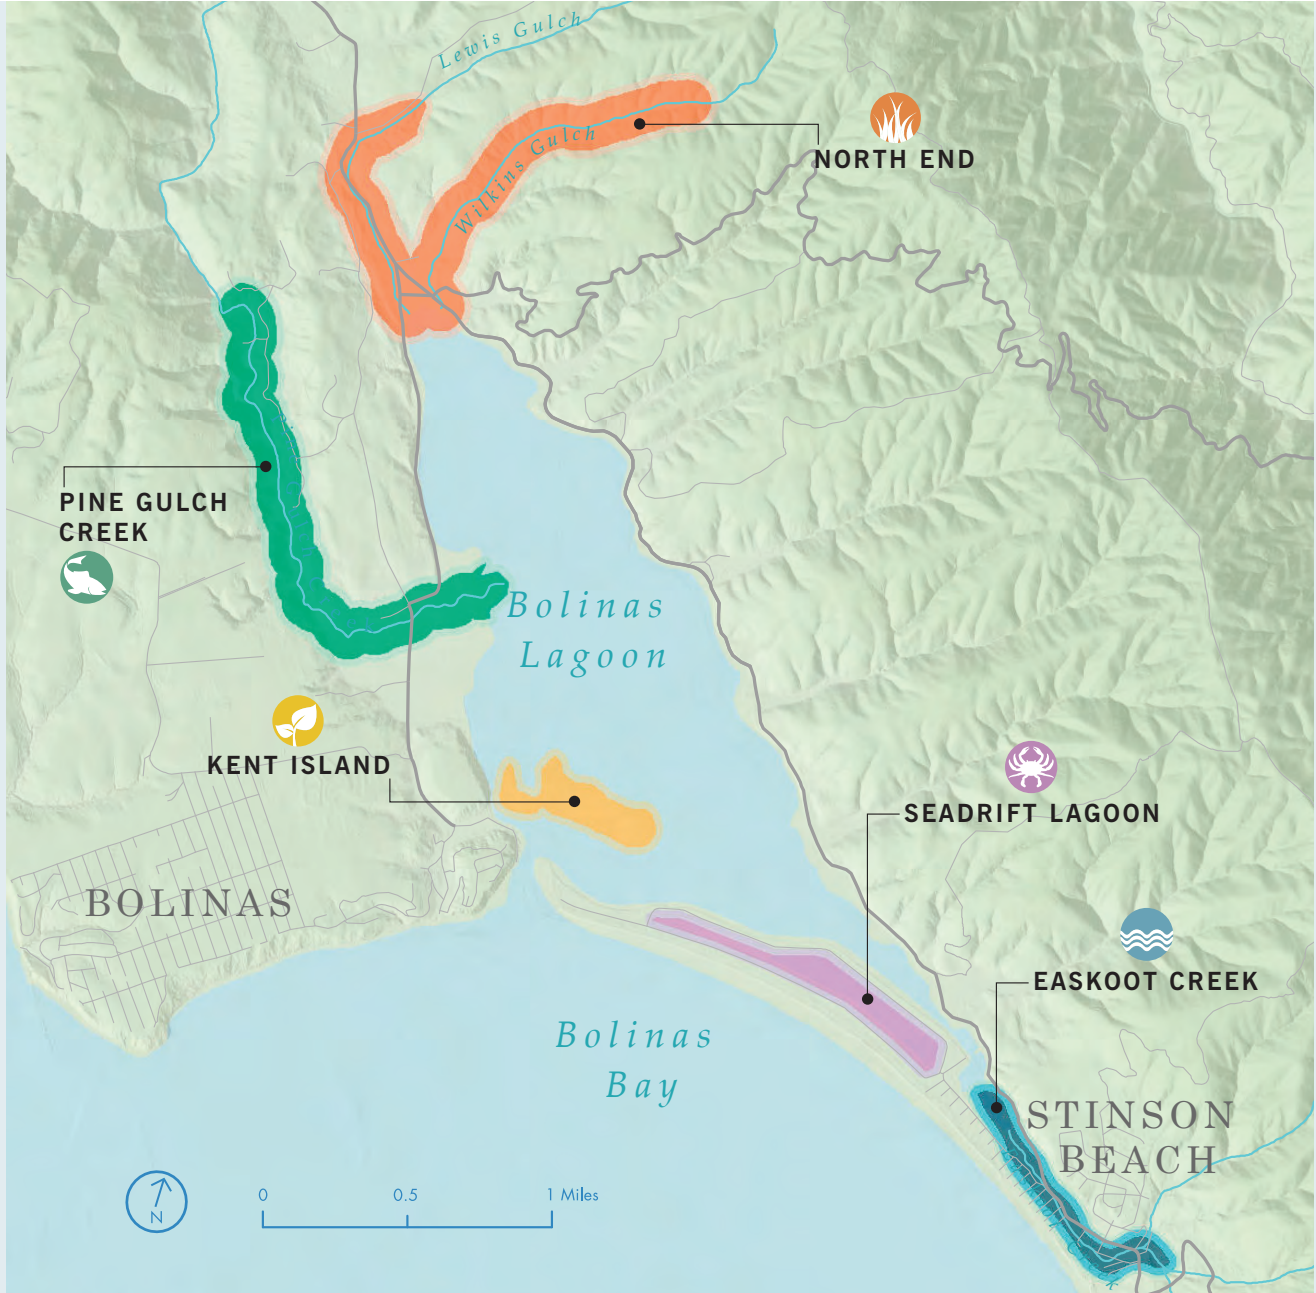 Lewis Gulch
Wilkins Gulch
NORTH END
PINE GULCH
CREEK
Bolinas
Lagoon
KENT ISLAND
SEADRIFT LAGOON
BOLINAS
EASKOOT CREEK
Bolinas
Bay
STINSON
BEACH
N
0 0.5 1 Miles